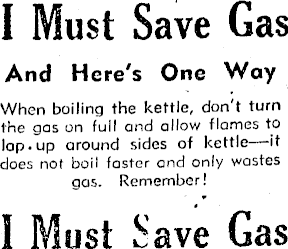 I Must Save Gas
And Here's One Way
When boiling the kettle, don't turn
the gas on full and allow flames to
lap up around sides of kettle—it
does not boil faster and only wastes
gas. Remember!
I Must Save Gas